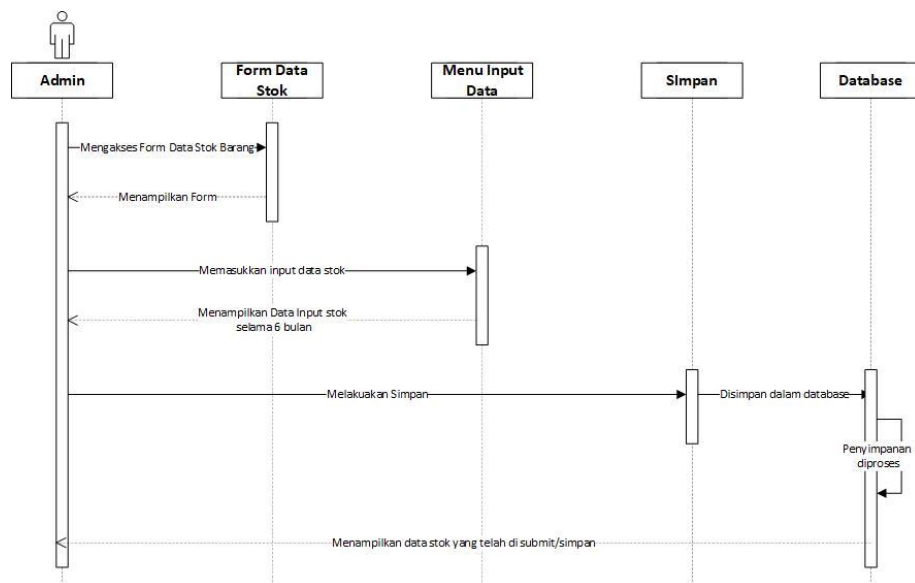 Admin
Form Data
Stok
Menu Input
Data
SImpan
Database
Mengakses Form Data Stok Barang
Menampilkan Form
Memasukkan input data stok
Menampilkan Data Input stok
selama 6 bulan
Melakuakan Simpan
Disimpan dalam database
Penyimpanan
diproses
Menampilkan data stok yang telah di submit/simpan